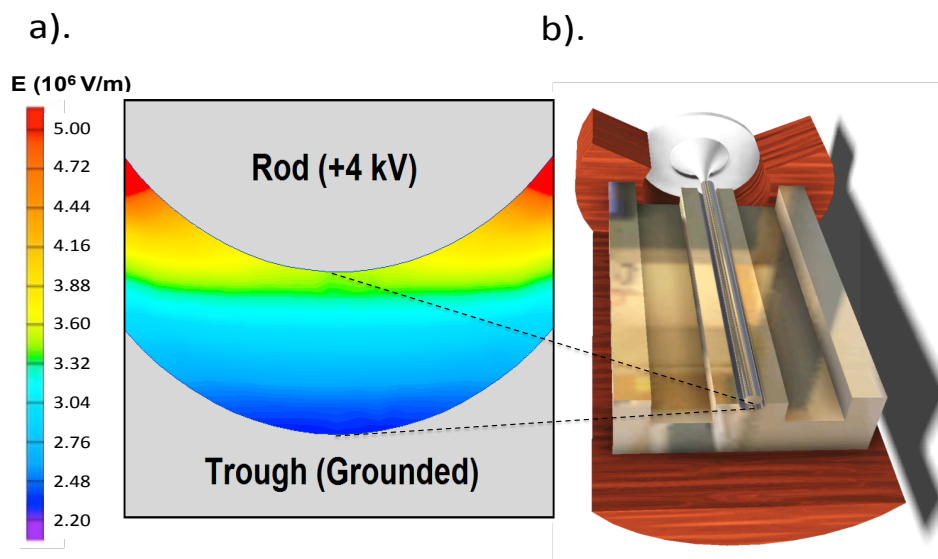 a).
b).
E (10⁶ V/m)
5.00
4.72
4.44
4.16
3.88
3.60
3.32
3.04
2.76
2.48
2.20
Rod (+4 kV)
Trough (Grounded)